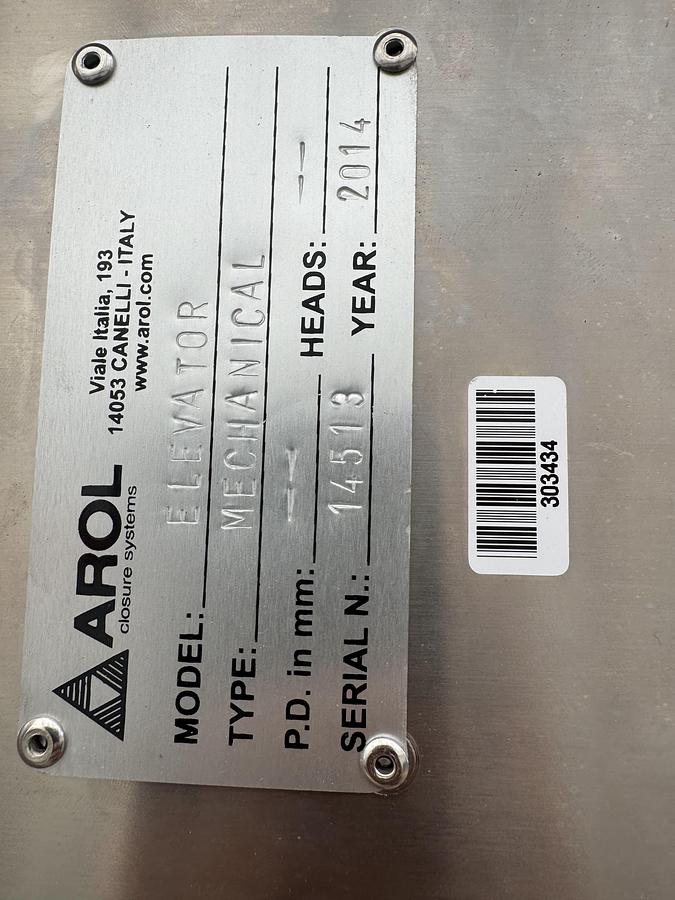 AROL
closure systems
Viale Italia, 193
14053 CANELLI - ITALY
www.arol.com
MODEL: ELEVATOR
TYPE: MECHANICAL
P.D. in mm: -- HEADS: --
SERIAL N.: 14513 YEAR: 2014
303434